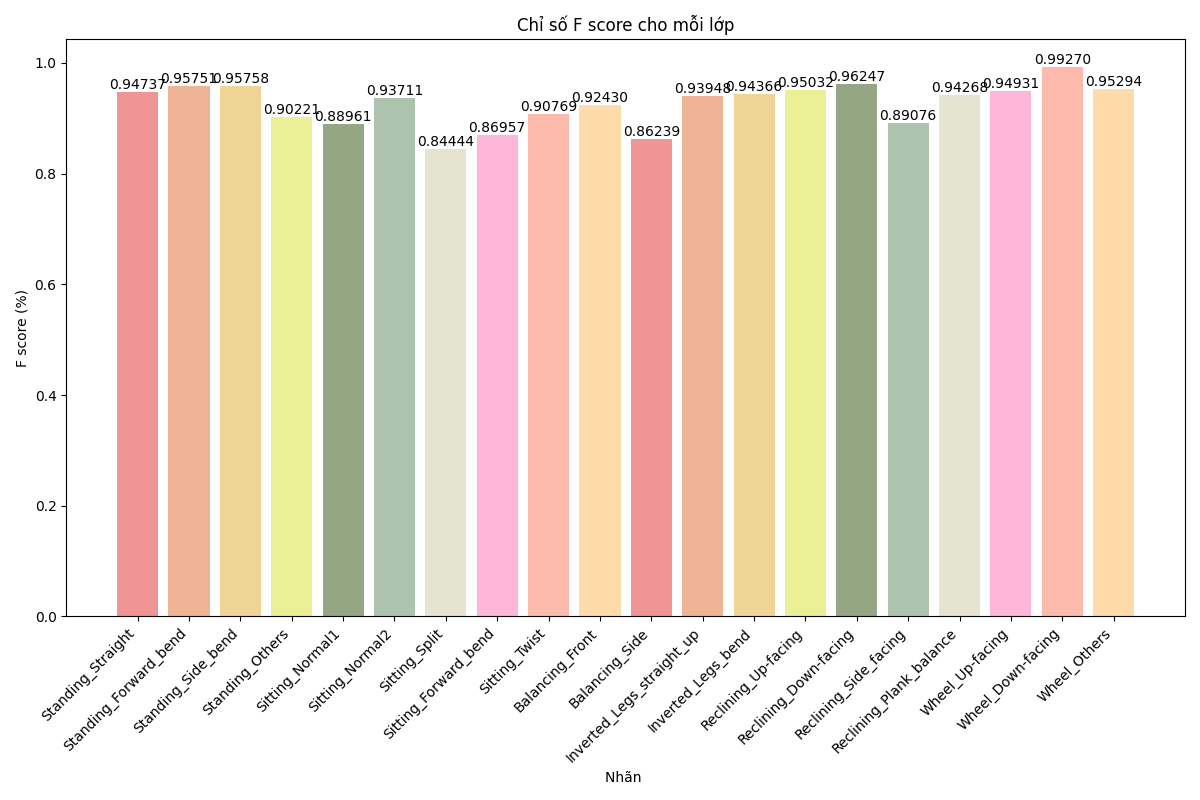 Chỉ số F score cho mỗi lớp
F score (%)
1.0
0.8
0.6
0.4
0.2
0.0
0.94737
0.95751
0.95758
0.90221
0.88961
0.93711
0.84444
0.86957
0.90769
0.92430
0.86239
0.93948
0.94366
0.95032
0.96247
0.89076
0.94268
0.94931
0.99270
0.95294
Standing_Straight
Standing_Forward_bend
Standing_Side_bend
Standing_Others
Sitting_Normal1
Sitting_Normal2
Sitting_Split
Sitting_Forward_bend
Sitting_Twist
Balancing_Front
Balancing_Side
Inverted_Legs_straight_up
Inverted_Legs_bend
Reclining_Up-facing
Reclining_Down-facing
Reclining_Side_facing
Reclining_Plank_balance
Wheel_Up-facing
Wheel_Down-facing
Wheel_Others
Nhãn